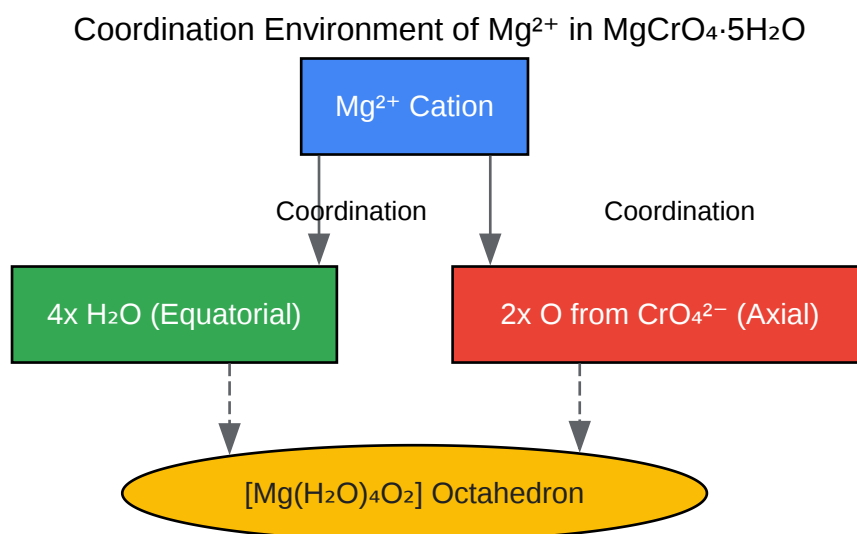 Coordination Environment of Mg²⁺ in MgCrO₄·5H₂O
Mg²⁺ Cation
Coordination
Coordination
4x H₂O (Equatorial)
2x O from CrO₄²⁻ (Axial)
[Mg(H₂O)₄O₂] Octahedron